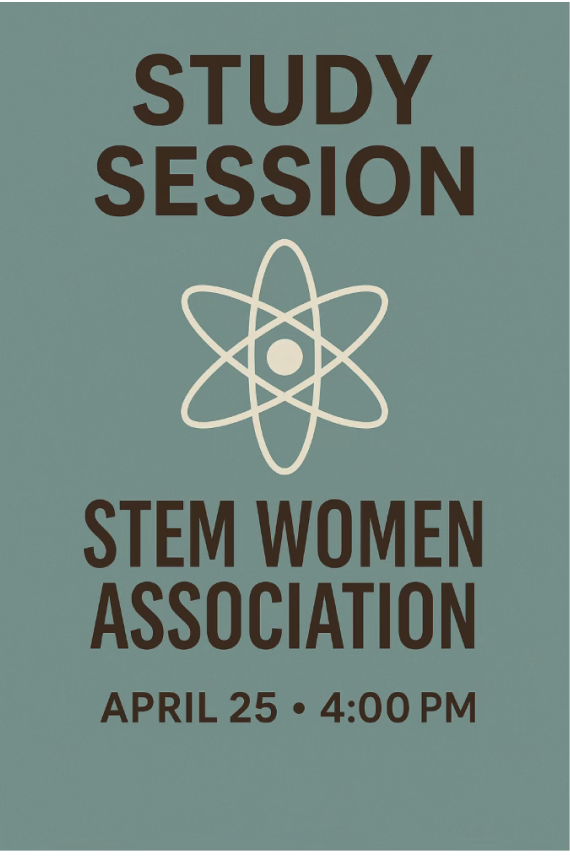 STUDY
SESSION
STEM WOMEN
ASSOCIATION
APRIL 25 • 4:00 PM